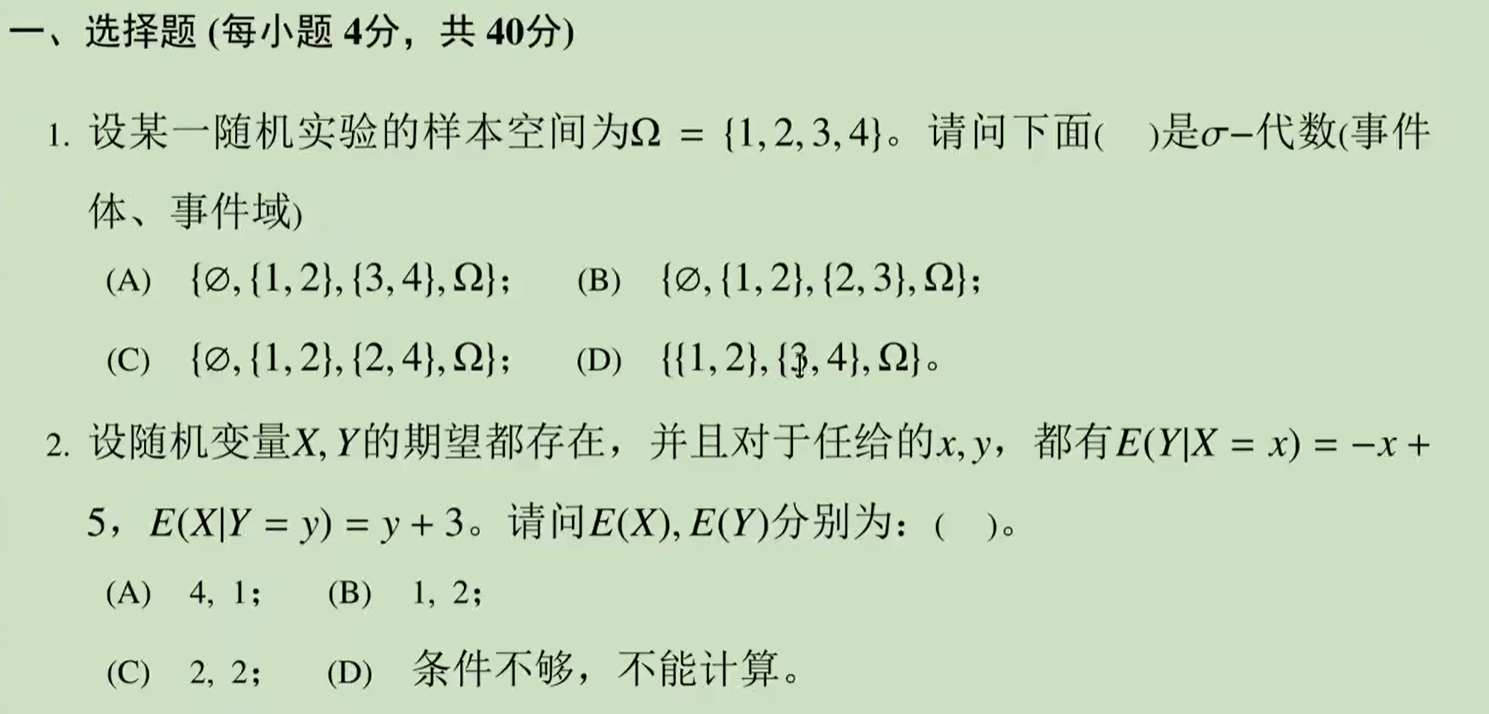 一、选择题 (每小题 4分，共 40分)
1. 设某一随机实验的样本空间为Ω = {1, 2, 3, 4}。请问下面(　)是σ−代数(事件
体、事件域)
(A) {∅, {1, 2}, {3, 4}, Ω}; (B) {∅, {1, 2}, {2, 3}, Ω};
(C) {∅, {1, 2}, {2, 4}, Ω}; (D) {{1, 2}, {3, 4}, Ω}。
2. 设随机变量X, Y的期望都存在，并且对于任给的x, y，都有E(Y|X = x) = −x +
5，E(X|Y = y) = y + 3。请问E(X), E(Y)分别为：(　)。
(A) 4, 1; (B) 1, 2;
(C) 2, 2; (D) 条件不够，不能计算。